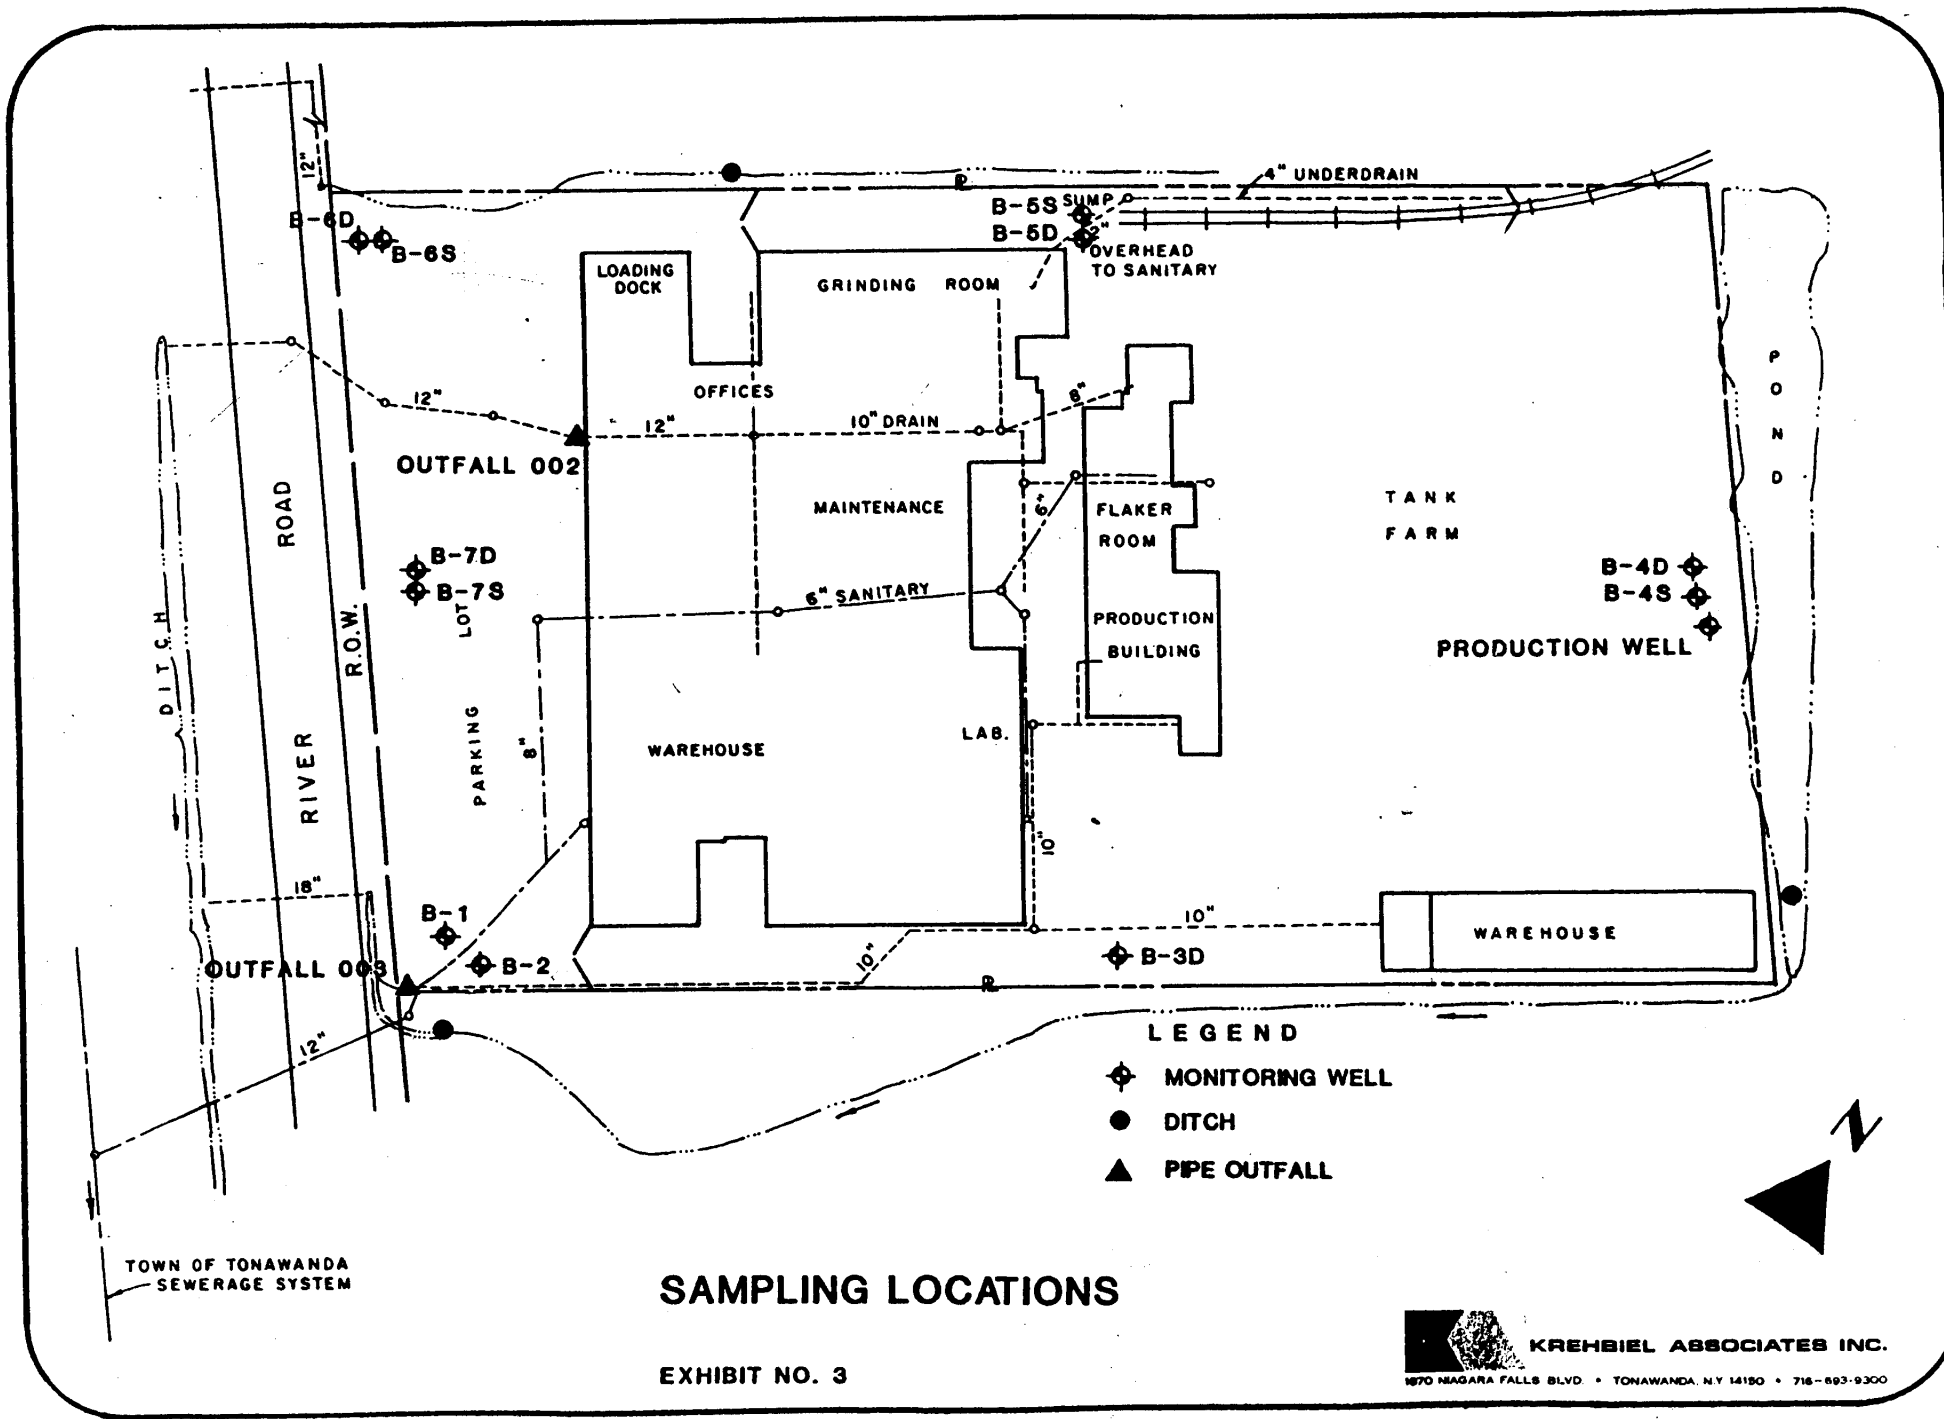 12"
4" UNDERDRAIN
B-6D
B-6S
B-5S
SUMP
B-5D
2"
OVERHEAD
TO SANITARY
LOADING
DOCK
GRINDING ROOM
OFFICES
12"
12"
10" DRAIN
8"
OUTFALL 002
POND
TANK
FARM
ROAD
RIVER
R.O.W.
DITCH
MAINTENANCE
6"
FLAKER
ROOM
B-7D
B-7S
PARKING LOT
6" SANITARY
PRODUCTION
BUILDING
B-4D
B-4S
PRODUCTION WELL
8"
WAREHOUSE
LAB.
10"
18"
B-1
B-2
OUTFALL 003
10"
10"
B-3D
WAREHOUSE
12"
LEGEND
MONITORING WELL
DITCH
PIPE OUTFALL
N
TOWN OF TONAWANDA
SEWERAGE SYSTEM
SAMPLING LOCATIONS
EXHIBIT NO. 3
KREHBIEL ASSOCIATES INC.
1870 NIAGARA FALLS BLVD. • TONAWANDA, N.Y 14150 • 716-693-9300